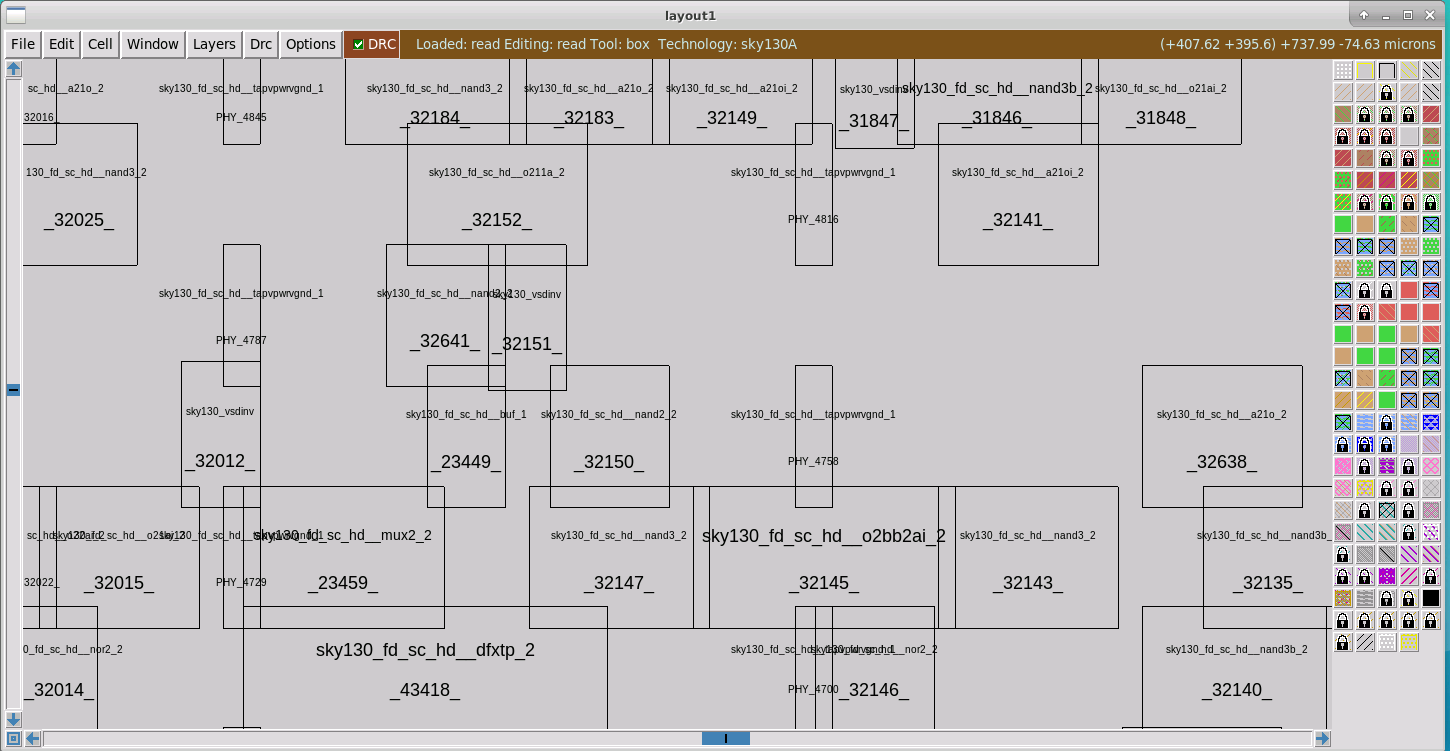 layout1
File Edit Cell Window Layers Drc Options DRC Loaded: read Editing: read Tool: box Technology: sky130A (+407.62 +395.6) +737.99 -74.63 microns
sc_hd__a21o_2 sky130_fd_sc_hd__tapvpwrvgnd_1 sky130_fd_sc_hd__nand3_2 sky130_fd_sc_hd__a21o_2 sky130_fd_sc_hd__a21oi_2 sky130_vsdinv sky130_fd_sc_hd__nand3b_2 sky130_fd_sc_hd__o21ai_2
32016_ PHY_4845 _32184_ _32183_ _32149_ _31847_ _31846_ _31848_
130_fd_sc_hd__nand3_2 sky130_fd_sc_hd__o211a_2 sky130_fd_sc_hd__tapvpwrvgnd_1 sky130_fd_sc_hd__a21oi_2
_32025_ _32152_ PHY_4816 _32141_
sky130_fd_sc_hd__tapvpwrvgnd_1 sky130_fd_sc_hd__nand2_2 sky130_vsdinv
PHY_4787 _32641_ _32151_
sky130_vsdinv sky130_fd_sc_hd__buf_1 sky130_fd_sc_hd__nand2_2 sky130_fd_sc_hd__tapvpwrvgnd_1 sky130_fd_sc_hd__a21o_2
_32012_ _23449_ _32150_ PHY_4758 _32638_
sky130_fd_sc_hd__mux2_2 sky130_fd_sc_hd__nand3_2 sky130_fd_sc_hd__o2bb2ai_2 sky130_fd_sc_hd__nand3_2 sky130_fd_sc_hd__nand3b_
32022_ _32015_ PHY_4729 _23459_ _32147_ _32145_ _32143_ _32135_
0_fd_sc_hd__nor2_2 sky130_fd_sc_hd__dfxtp_2 sky130_fd_sc_hd__nor2_2 sky130_fd_sc_hd__nand3b_2
_32014_ _43418_ PHY_4700 _32146_ _32140_